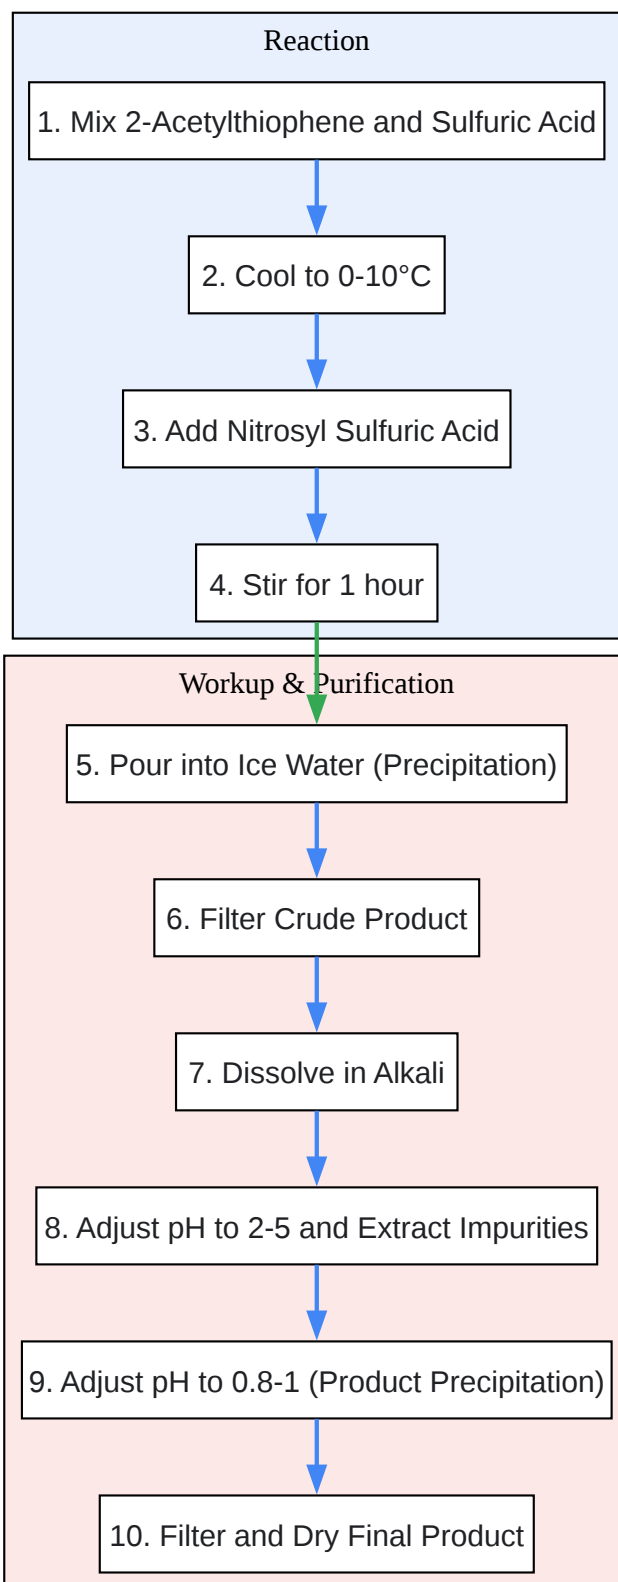 Reaction
1. Mix 2-Acetylthiophene and Sulfuric Acid
2. Cool to 0-10°C
3. Add Nitrosyl Sulfuric Acid
4. Stir for 1 hour
Workup & Purification
5. Pour into Ice Water (Precipitation)
6. Filter Crude Product
7. Dissolve in Alkali
8. Adjust pH to 2-5 and Extract Impurities
9. Adjust pH to 0.8-1 (Product Precipitation)
10. Filter and Dry Final Product